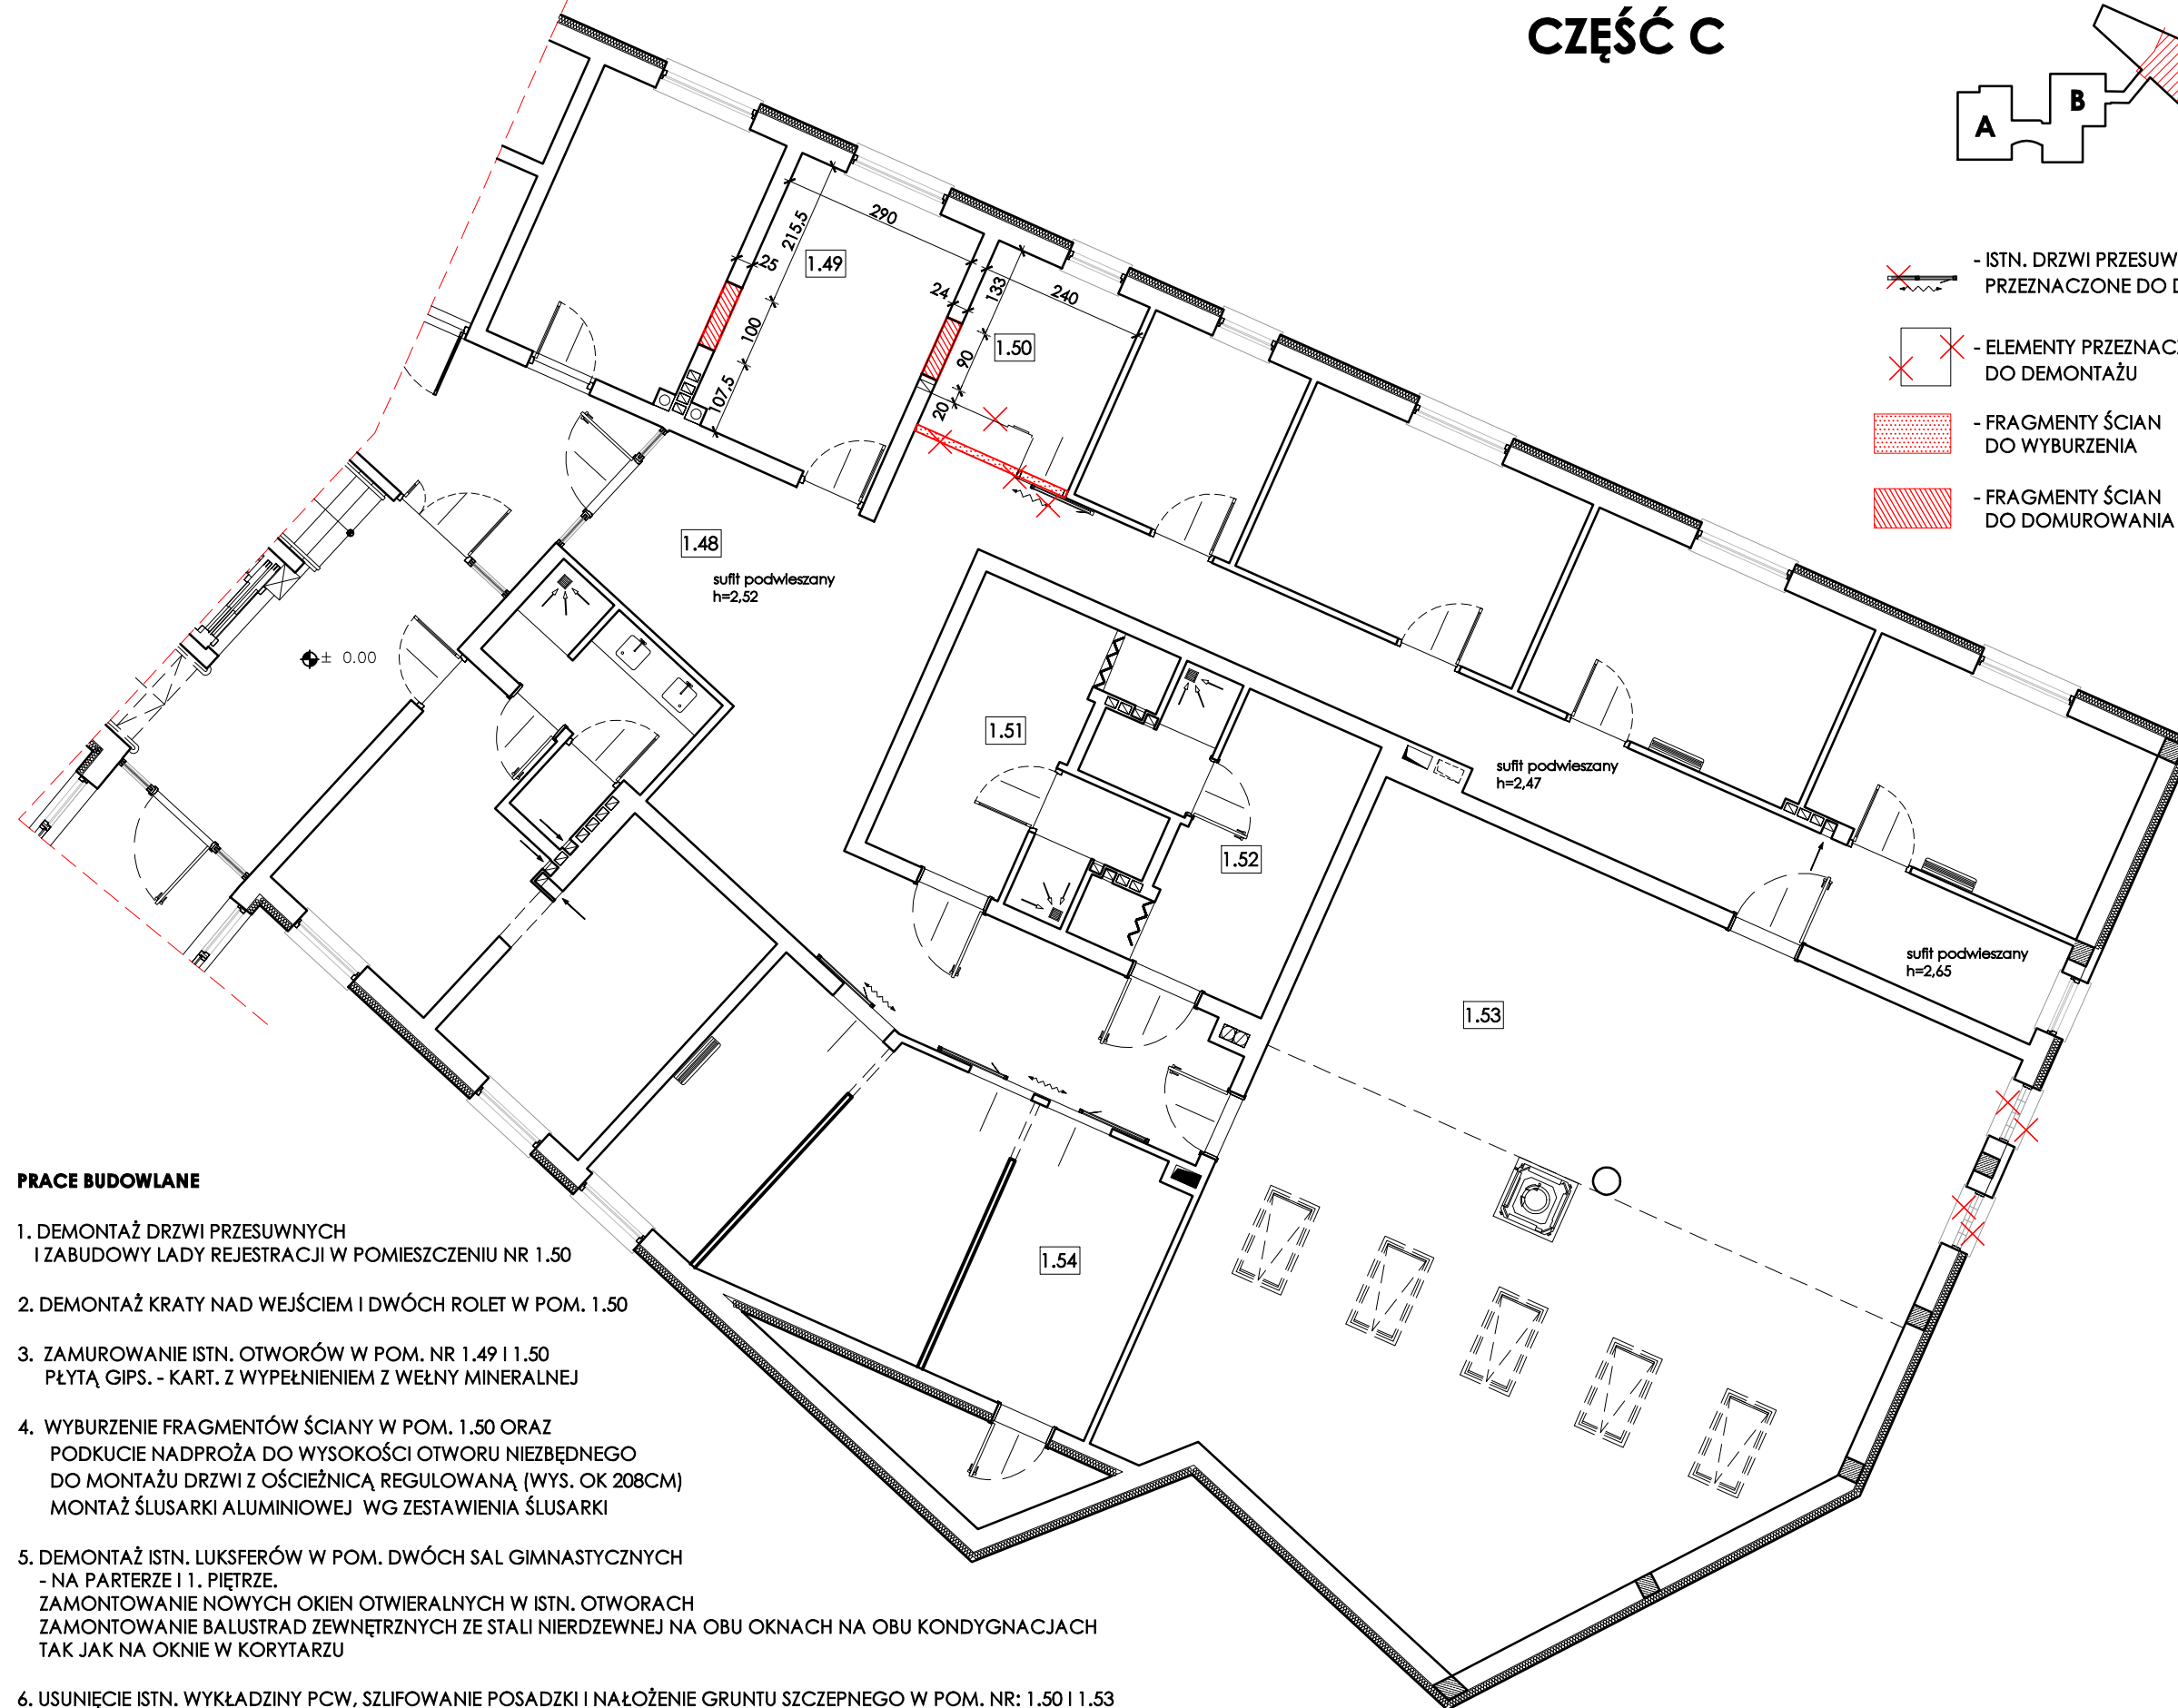 CZĘŚĆ C
A
B
- ISTN. DRZWI PRZESUW
PRZEZNACZONE DO D
- ELEMENTY PRZEZNAC
DO DEMONTAŻU
- FRAGMENTY ŚCIAN
DO WYBURZENIA
- FRAGMENTY ŚCIAN
DO DOMUROWANIA
290
215,5
25
1.49
100
107,5
24
133
240
1.50
90
20
1.48
sufit podwieszany
h=2,52
± 0.00
1.51
1.52
sufit podwieszany
h=2,47
sufit podwieszany
h=2,65
1.53
1.54
PRACE BUDOWLANE
1. DEMONTAŻ DRZWI PRZESUWNYCH
I ZABUDOWY LADY REJESTRACJI W POMIESZCZENIU NR 1.50
2. DEMONTAŻ KRATY NAD WEJŚCIEM I DWÓCH ROLET W POM. 1.50
3. ZAMUROWANIE ISTN. OTWORÓW W POM. NR 1.49 I 1.50
PŁYTĄ GIPS. - KART. Z WYPEŁNIENIEM Z WEŁNY MINERALNEJ
4. WYBURZENIE FRAGMENTÓW ŚCIANY W POM. 1.50 ORAZ
PODKUCIE NADPROŻA DO WYSOKOŚCI OTWORU NIEZBĘDNEGO
DO MONTAŻU DRZWI Z OŚCIEŻNICĄ REGULOWANĄ (WYS. OK 208CM)
MONTAŻ ŚLUSARKI ALUMINIOWEJ WG ZESTAWIENIA ŚLUSARKI
5. DEMONTAŻ ISTN. LUKSFERÓW W POM. DWÓCH SAL GIMNASTYCZNYCH
- NA PARTERZE I 1. PIĘTRZE.
ZAMONTOWANIE NOWYCH OKIEN OTWIERALNYCH W ISTN. OTWORACH
ZAMONTOWANIE BALUSTRAD ZEWNĘTRZNYCH ZE STALI NIERDZEWNEJ NA OBU OKNACH NA OBU KONDYGNACJACH
TAK JAK NA OKNIE W KORYTARZU
6. USUNIĘCIE ISTN. WYKŁADZINY PCW, SZLIFOWANIE POSADZKI I NAŁOŻENIE GRUNTU SZCZEPNEGO W POM. NR: 1.50 I 1.53